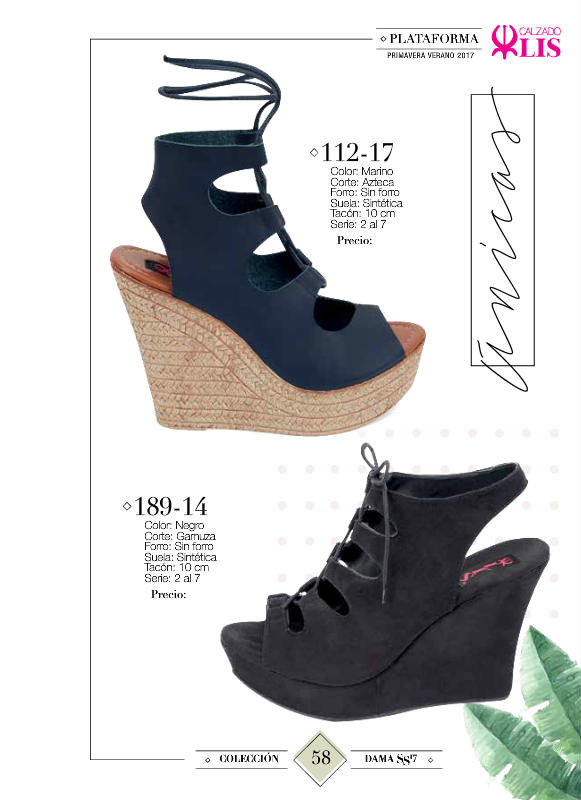 PLATAFORMA
PRIMAVERA VERANO 2017
CALZADO
LIS
112-17
Color: Marino
Corte: Azteca
Forro: Sin forro
Suela: Sintética
Tacón: 10 cm
Serie: 2 al 7
Precio:
únicas
189-14
Color: Negro
Corte: Gamuza
Forro: Sin forro
Suela: Sintética
Tacón: 10 cm
Serie: 2 al 7
Precio:
COLECCIÓN
58
DAMA SS17